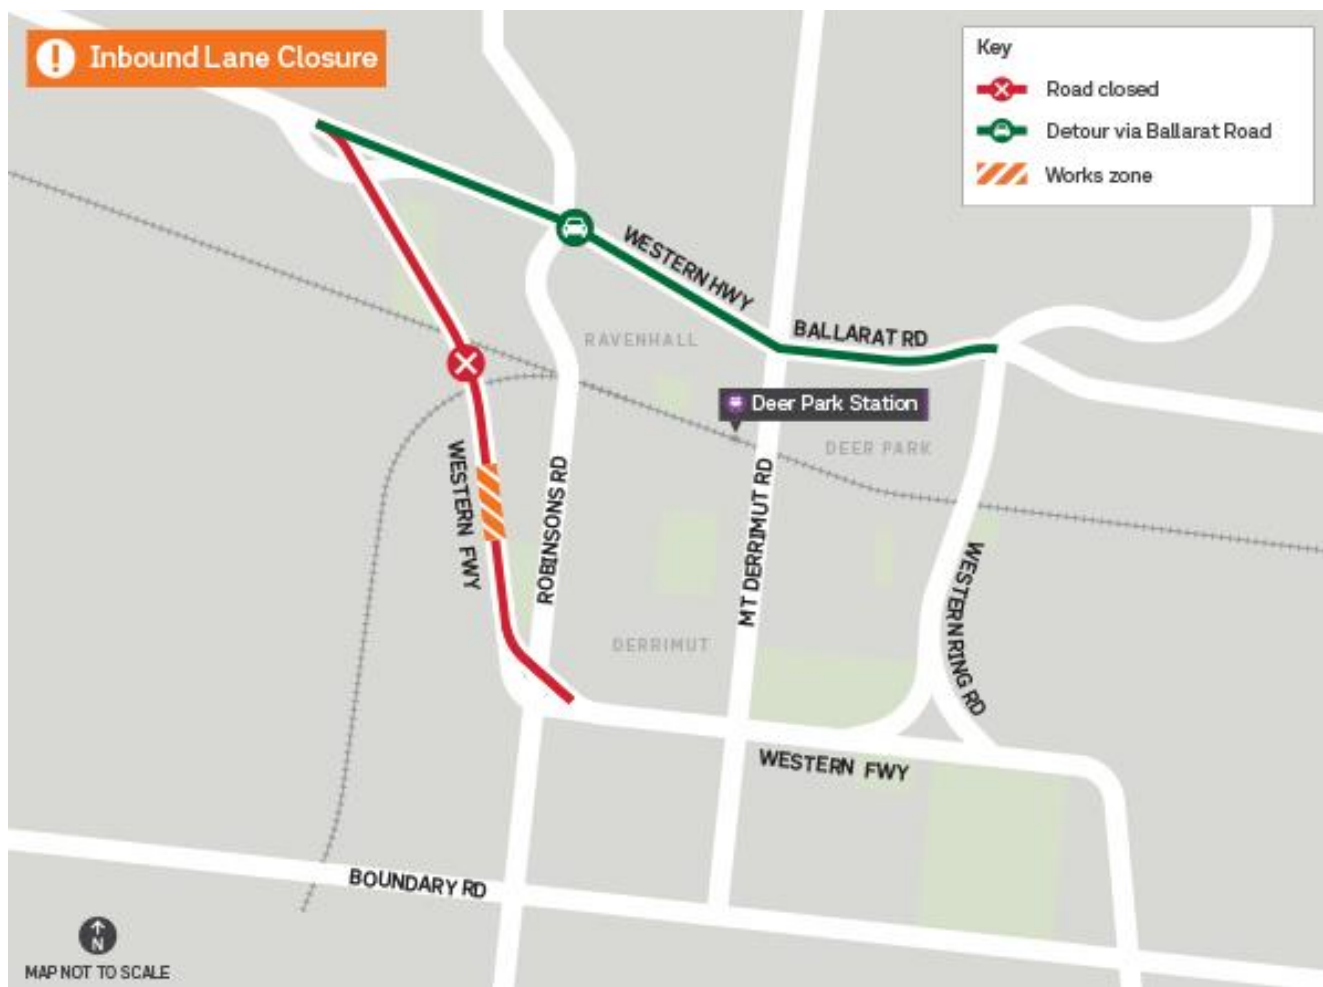 Inbound Lane Closure
Key
Road closed
Detour via Ballarat Road
Works zone
WESTERN HWY
BALLARAT RD
RAVENHALL
Deer Park Station
DEER PARK
WESTERN FWY
ROBINSONS RD
MT DERRIMUT RD
WESTERN RING RD
DERRIMUT
WESTERN FWY
BOUNDARY RD
N
MAP NOT TO SCALE